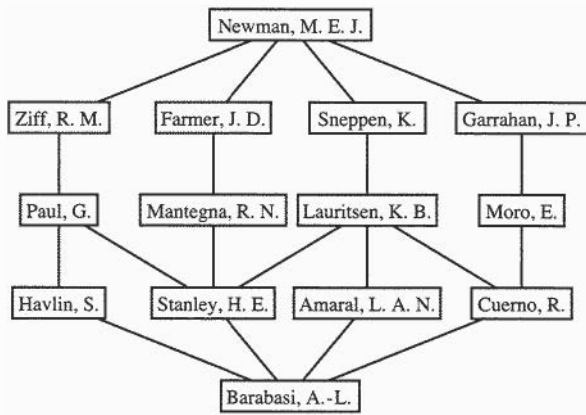 Newman, M. E. J.
Ziff, R. M.
Farmer, J. D.
Sneppen, K.
Garrahan, J. P.
Paul, G.
Mantegna, R. N.
Lauritsen, K. B.
Moro, E.
Havlin, S.
Stanley, H. E.
Amaral, L. A. N.
Cuerno, R.
Barabasi, A.-L.